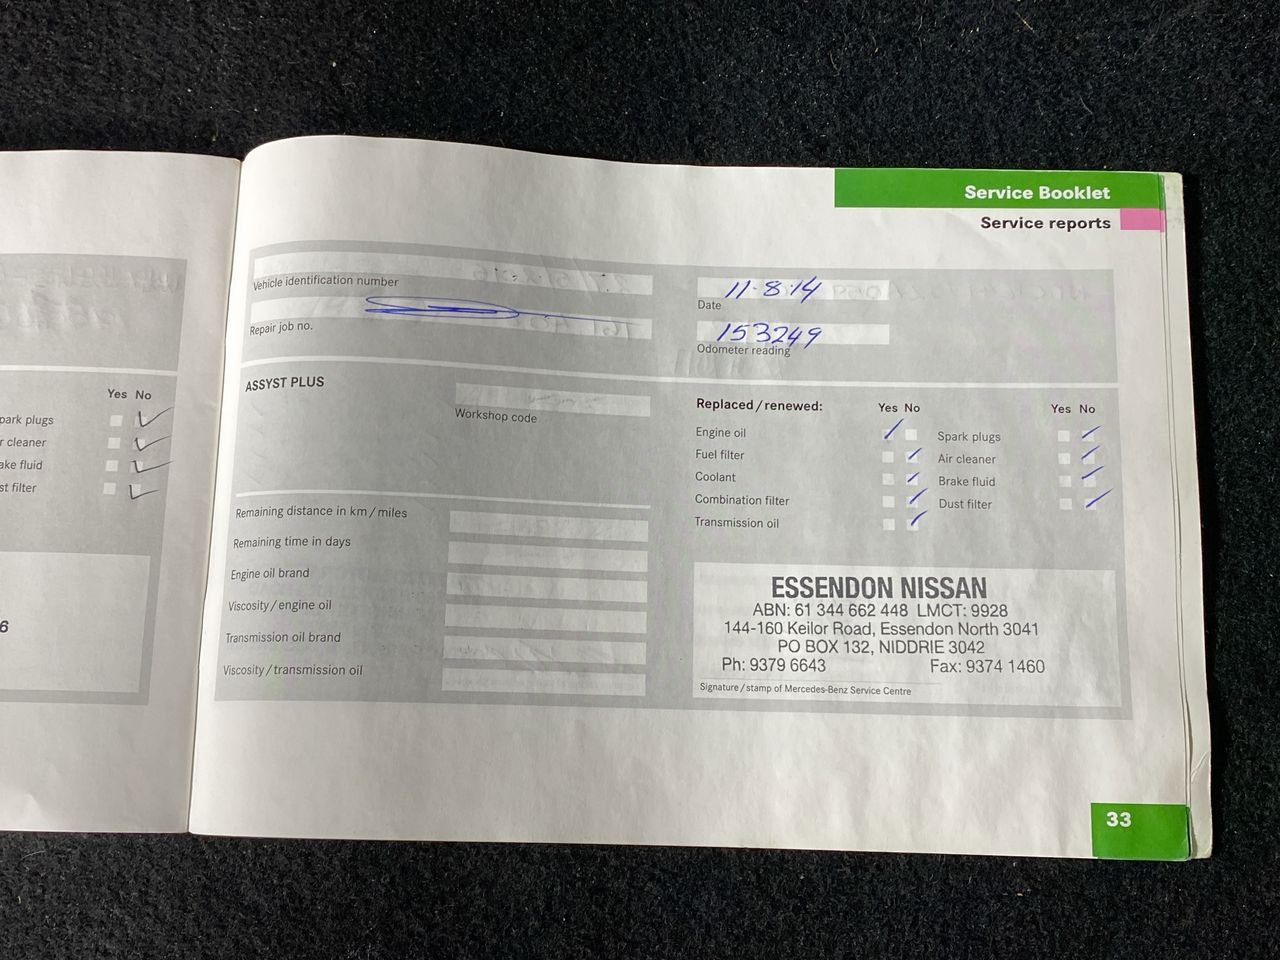 Service Booklet
Service reports
Vehicle identification number
Repair job no.
11-8-14
Date
153249
Odometer reading
ASSYST PLUS
Workshop code
Remaining distance in km/miles
Remaining time in days
Engine oil brand
Viscosity/engine oil
Transmission oil brand
Viscosity/transmission oil
Replaced/renewed:
Yes No
Yes No
Engine oil
Spark plugs
Fuel filter
Air cleaner
Coolant
Brake fluid
Combination filter
Dust filter
Transmission oil
ESSENDON NISSAN
ABN: 61 344 662 448 LMCT: 9928
144-160 Keilor Road, Essendon North 3041
PO BOX 132, NIDDRIE 3042
Ph: 9379 6643 Fax: 9374 1460
Signature/stamp of Mercedes-Benz Service Centre
33
Yes No
park plugs
r cleaner
ake fluid
st filter
6